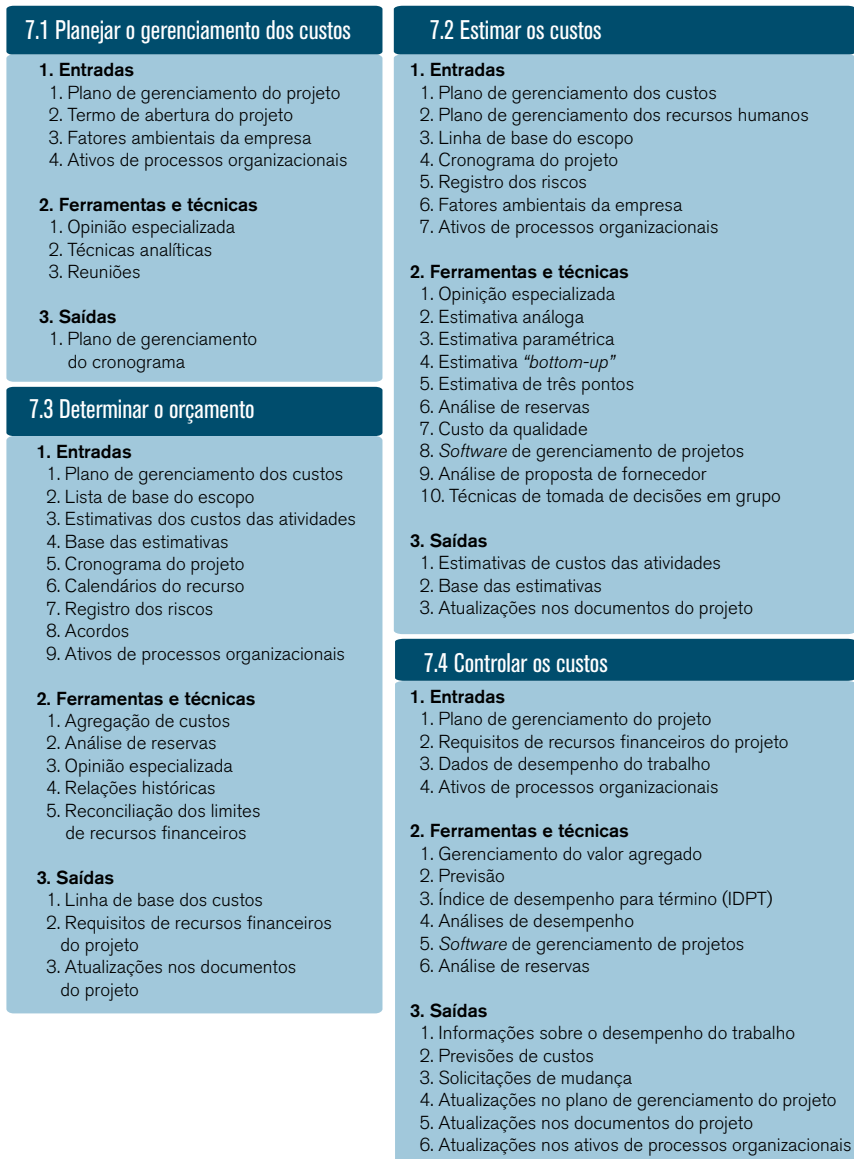 7.1 Planejar o gerenciamento dos custos
1. Entradas
1. Plano de gerenciamento do projeto
2. Termo de abertura do projeto
3. Fatores ambientais da empresa
4. Ativos de processos organizacionais
2. Ferramentas e técnicas
1. Opinião especializada
2. Técnicas analíticas
3. Reuniões
3. Saídas
1. Plano de gerenciamento
do cronograma
7.2 Estimar os custos
1. Entradas
1. Plano de gerenciamento dos custos
2. Plano de gerenciamento dos recursos humanos
3. Linha de base do escopo
4. Cronograma do projeto
5. Registro dos riscos
6. Fatores ambientais da empresa
7. Ativos de processos organizacionais
2. Ferramentas e técnicas
1. Opinição especializada
2. Estimativa análoga
3. Estimativa paramétrica
4. Estimativa “bottom-up”
5. Estimativa de três pontos
6. Análise de reservas
7. Custo da qualidade
8. Software de gerenciamento de projetos
9. Análise de proposta de fornecedor
10. Técnicas de tomada de decisões em grupo
3. Saídas
1. Estimativas de custos das atividades
2. Base das estimativas
3. Atualizações nos documentos do projeto
7.3 Determinar o orçamento
1. Entradas
1. Plano de gerenciamento dos custos
2. Lista de base do escopo
3. Estimativas dos custos das atividades
4. Base das estimativas
5. Cronograma do projeto
6. Calendários do recurso
7. Registro dos riscos
8. Acordos
9. Ativos de processos organizacionais
2. Ferramentas e técnicas
1. Agregação de custos
2. Análise de reservas
3. Opinião especializada
4. Relações históricas
5. Reconciliação dos limites
de recursos financeiros
3. Saídas
1. Linha de base dos custos
2. Requisitos de recursos financeiros
do projeto
3. Atualizações nos documentos
do projeto
7.4 Controlar os custos
1. Entradas
1. Plano de gerenciamento do projeto
2. Requisitos de recursos financeiros do projeto
3. Dados de desempenho do trabalho
4. Ativos de processos organizacionais
2. Ferramentas e técnicas
1. Gerenciamento do valor agregado
2. Previsão
3. Índice de desempenho para término (IDPT)
4. Análises de desempenho
5. Software de gerenciamento de projetos
6. Análise de reservas
3. Saídas
1. Informações sobre o desempenho do trabalho
2. Previsões de custos
3. Solicitações de mudança
4. Atualizações no plano de gerenciamento do projeto
5. Atualizações nos documentos do projeto
6. Atualizações nos ativos de processos organizacionais